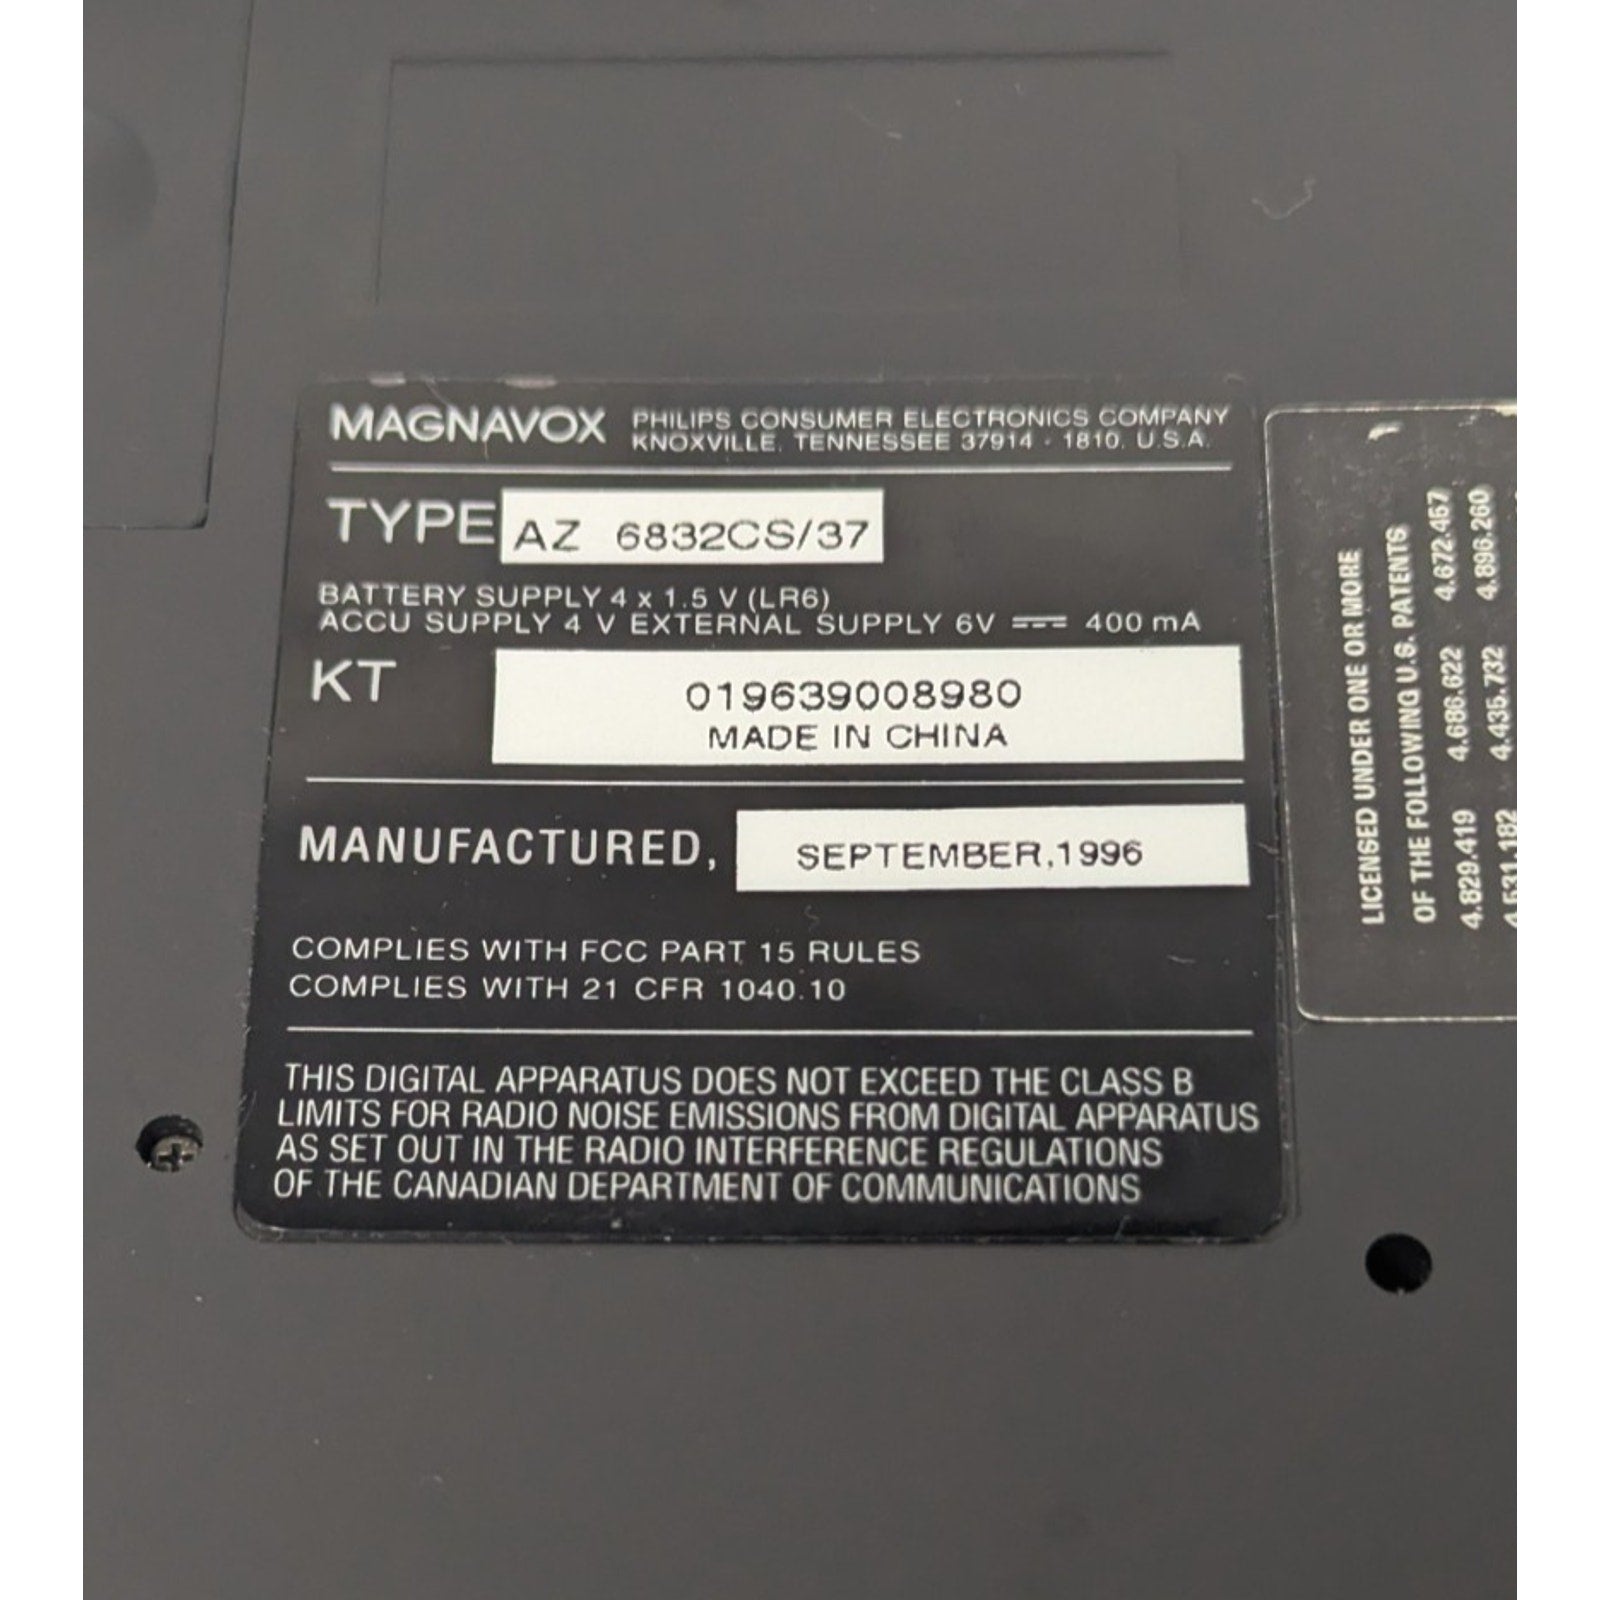 MAGNAVOX PHILIPS CONSUMER ELECTRONICS COMPANY
KNOXVILLE, TENNESSEE 37914 - 1810, U.S.A.
TYPE AZ 6832CS/37
BATTERY SUPPLY 4 x 1.5 V (LR6)
ACCU SUPPLY 4 V EXTERNAL SUPPLY 6V ⎓ 400 mA
KT 019639008980
MADE IN CHINA
MANUFACTURED, SEPTEMBER,1996
COMPLIES WITH FCC PART 15 RULES
COMPLIES WITH 21 CFR 1040.10
THIS DIGITAL APPARATUS DOES NOT EXCEED THE CLASS B
LIMITS FOR RADIO NOISE EMISSIONS FROM DIGITAL APPARATUS
AS SET OUT IN THE RADIO INTERFERENCE REGULATIONS
OF THE CANADIAN DEPARTMENT OF COMMUNICATIONS
LICENSED UNDER ONE OR MORE
OF THE FOLLOWING U.S. PATENTS
4.829.419 4.686.622 4.672.467
4.531.182 4.435.732 4.896.260